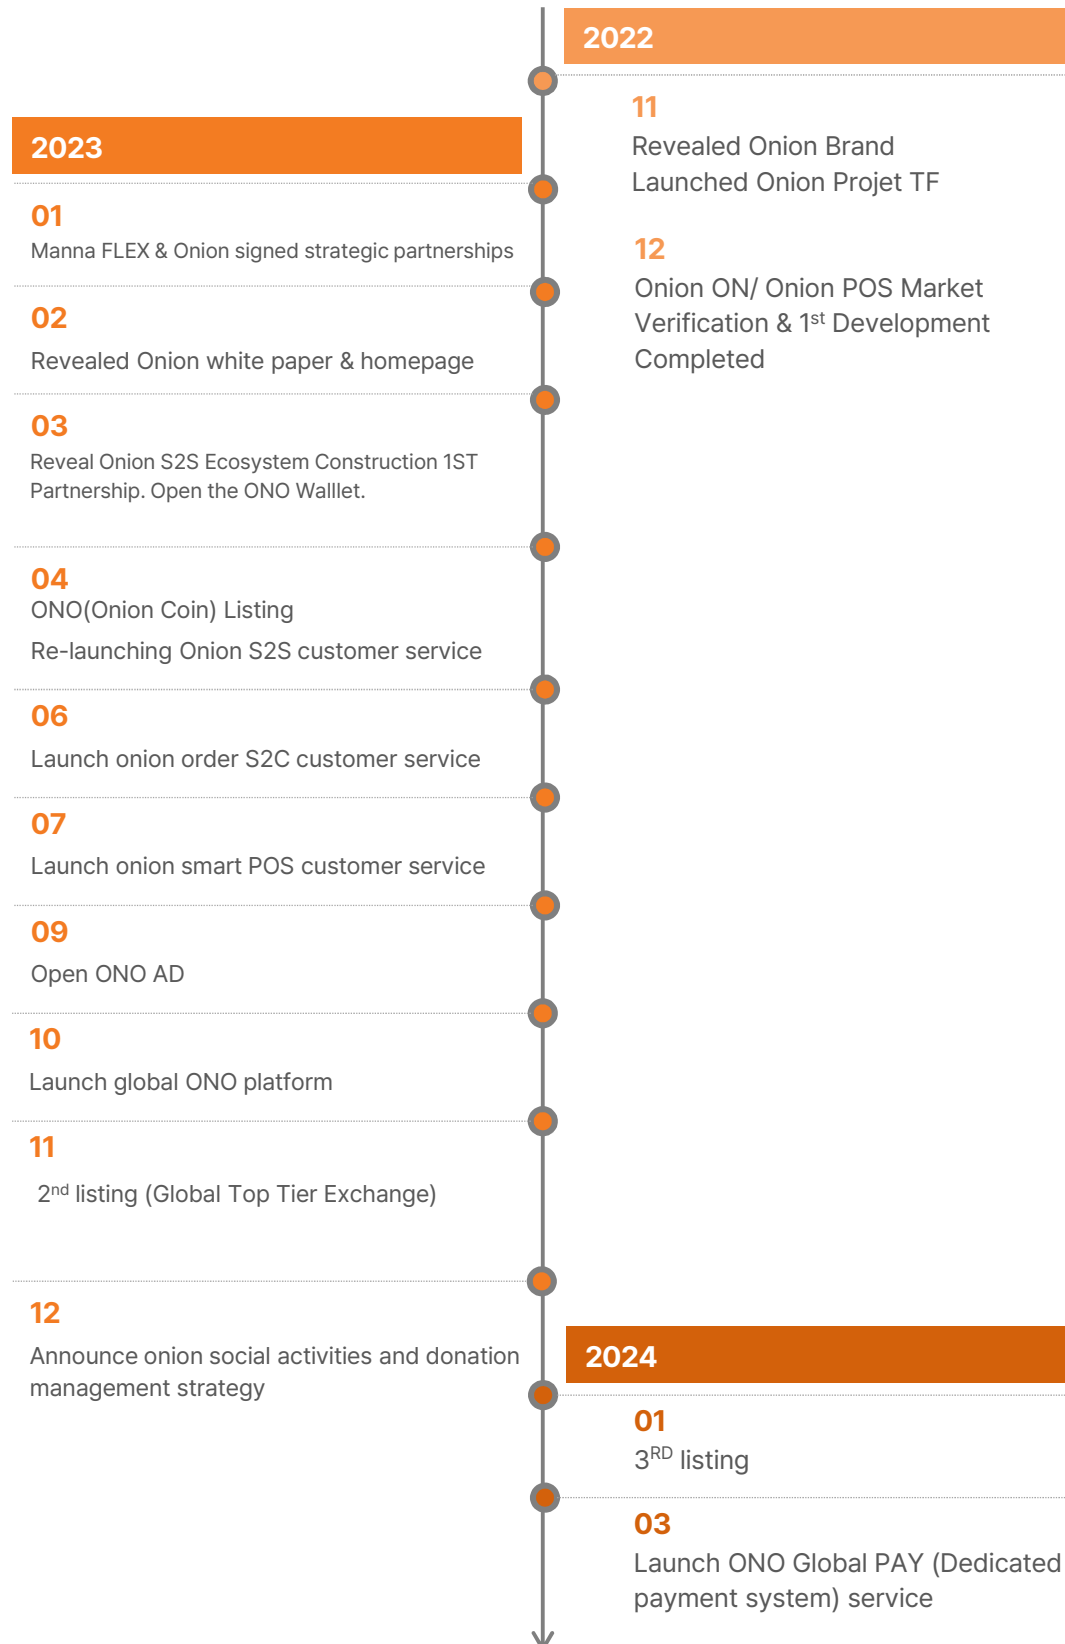 2022
11
Revealed Onion Brand
Launched Onion Projet TF
12
Onion ON/ Onion POS Market
Verification & 1st Development
Completed
2023
01
Manna FLEX & Onion signed strategic partnerships
02
Revealed Onion white paper & homepage
03
Reveal Onion S2S Ecosystem Construction 1ST
Partnership. Open the ONO Walllet.
04
ONO(Onion Coin) Listing
Re-launching Onion S2S customer service
06
Launch onion order S2C customer service
07
Launch onion smart POS customer service
09
Open ONO AD
10
Launch global ONO platform
11
2nd listing (Global Top Tier Exchange)
12
Announce onion social activities and donation
management strategy
2024
01
3RD listing
03
Launch ONO Global PAY (Dedicated
payment system) service